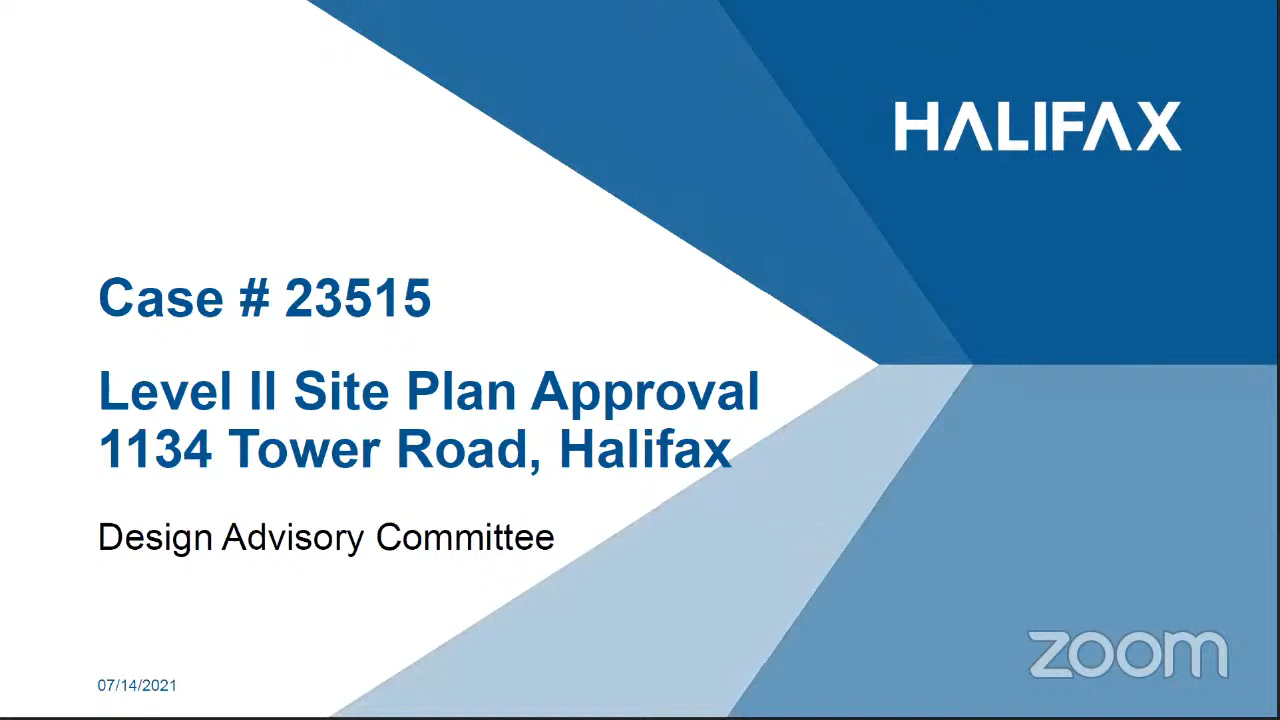 HALIFAX
Case # 23515
Level II Site Plan Approval
1134 Tower Road, Halifax
Design Advisory Committee
07/14/2021
zoom